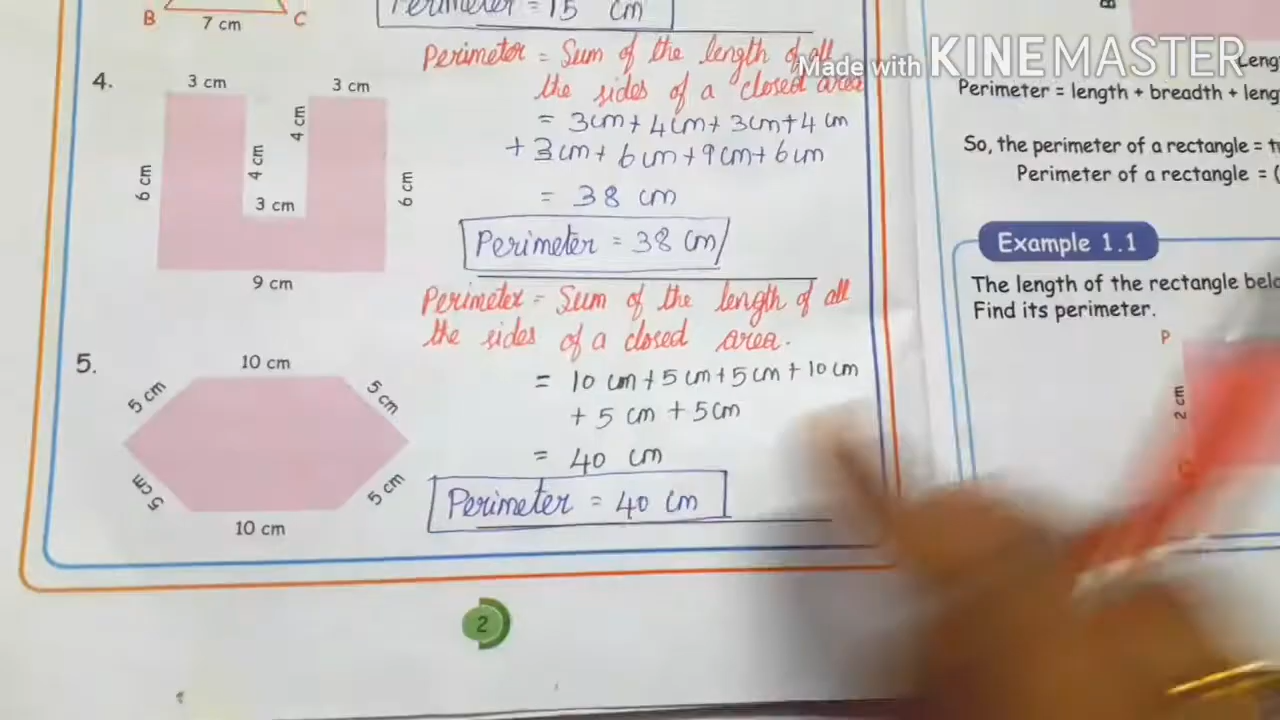 B
7 cm
C
Perimeter = 15 cm
4.
3 cm
3 cm
4 cm
4 cm
6 cm
3 cm
6 cm
9 cm
Perimeter = Sum of the length of all
the sides of a closed area
= 3cm + 4cm + 3cm + 4 cm
+ 3cm + 6cm + 9cm + 6cm
= 38 cm
Perimeter = 38 cm
Perimeter = Sum of the length of all
the sides of a closed area.
5.
10 cm
5 cm
5 cm
5 cm
5 cm
10 cm
= 10 cm + 5 cm + 5 cm + 10 cm
+ 5 cm + 5cm
= 40 cm
Perimeter = 40 cm
2
Made with KINEMASTER
Perimeter = length + breadth +
So, the perimeter of a rectangle =
Perimeter of a rectangle = (
Example 1.1
The length of the rectangle
Find its perimeter.
P
2 cm